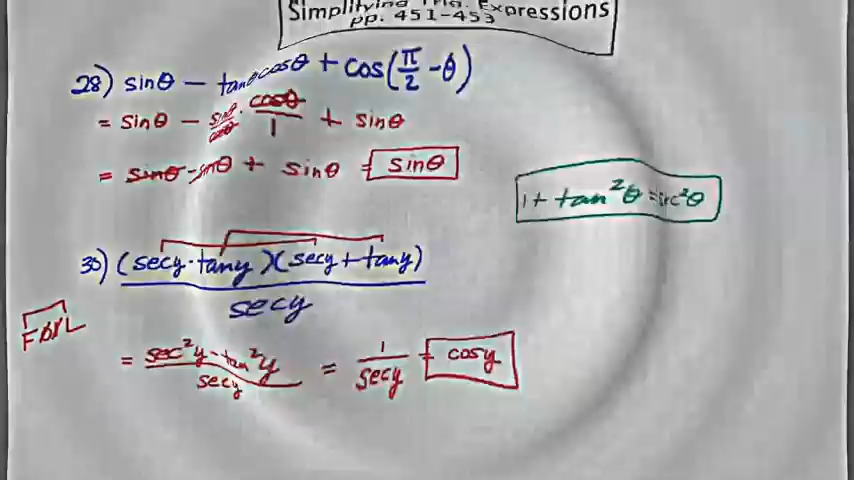 Simplifying Trig. Expressions
pp. 451-453
28) sinθ - tanθcosθ + cos(π/2 - θ)
= sinθ - sinθ/cosθ · cosθ/1 + sinθ
= sinθ - sinθ + sinθ = sinθ
1 + tan²θ = sec²θ
35) (secy · tany)(secy + tany)
secy
FOIL
= sec²y - tan²y / secy = 1/secy = cosy